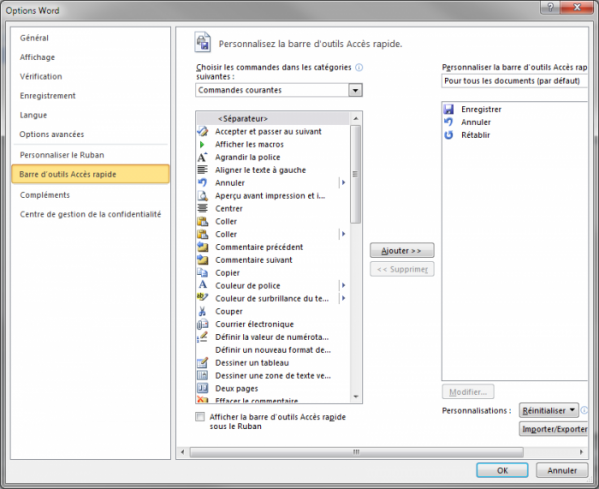 Options Word
Général
Affichage
Vérification
Enregistrement
Langue
Options avancées
Personnaliser le Ruban
Barre d'outils Accès rapide
Compléments
Centre de gestion de la confidentialité
Personnalisez la barre d'outils Accès rapide.
Choisir les commandes dans les catégories
suivantes :
Commandes courantes
<Séparateur>
Accepter et passer au suivant
Afficher les macros
Agrandir la police
Aligner le texte à gauche
Annuler
Aperçu avant impression et i...
Centrer
Coller
Coller
Commentaire précédent
Commentaire suivant
Copier
Couleur de police
Couleur de surbrillance du te...
Couper
Courrier électronique
Définir la valeur de numérota...
Définir un nouveau format de...
Dessiner un tableau
Dessiner une zone de texte ve...
Deux pages
Effacer le commentaire
Afficher la barre d'outils Accès rapide
sous le Ruban
Ajouter >>
<< Supprimer
Personnaliser la barre d'outils Accès rap
Pour tous les documents (par défaut)
Enregistrer
Annuler
Rétablir
Modifier...
Personnalisations :
Réinitialiser
Importer/Exporter
OK
Annuler